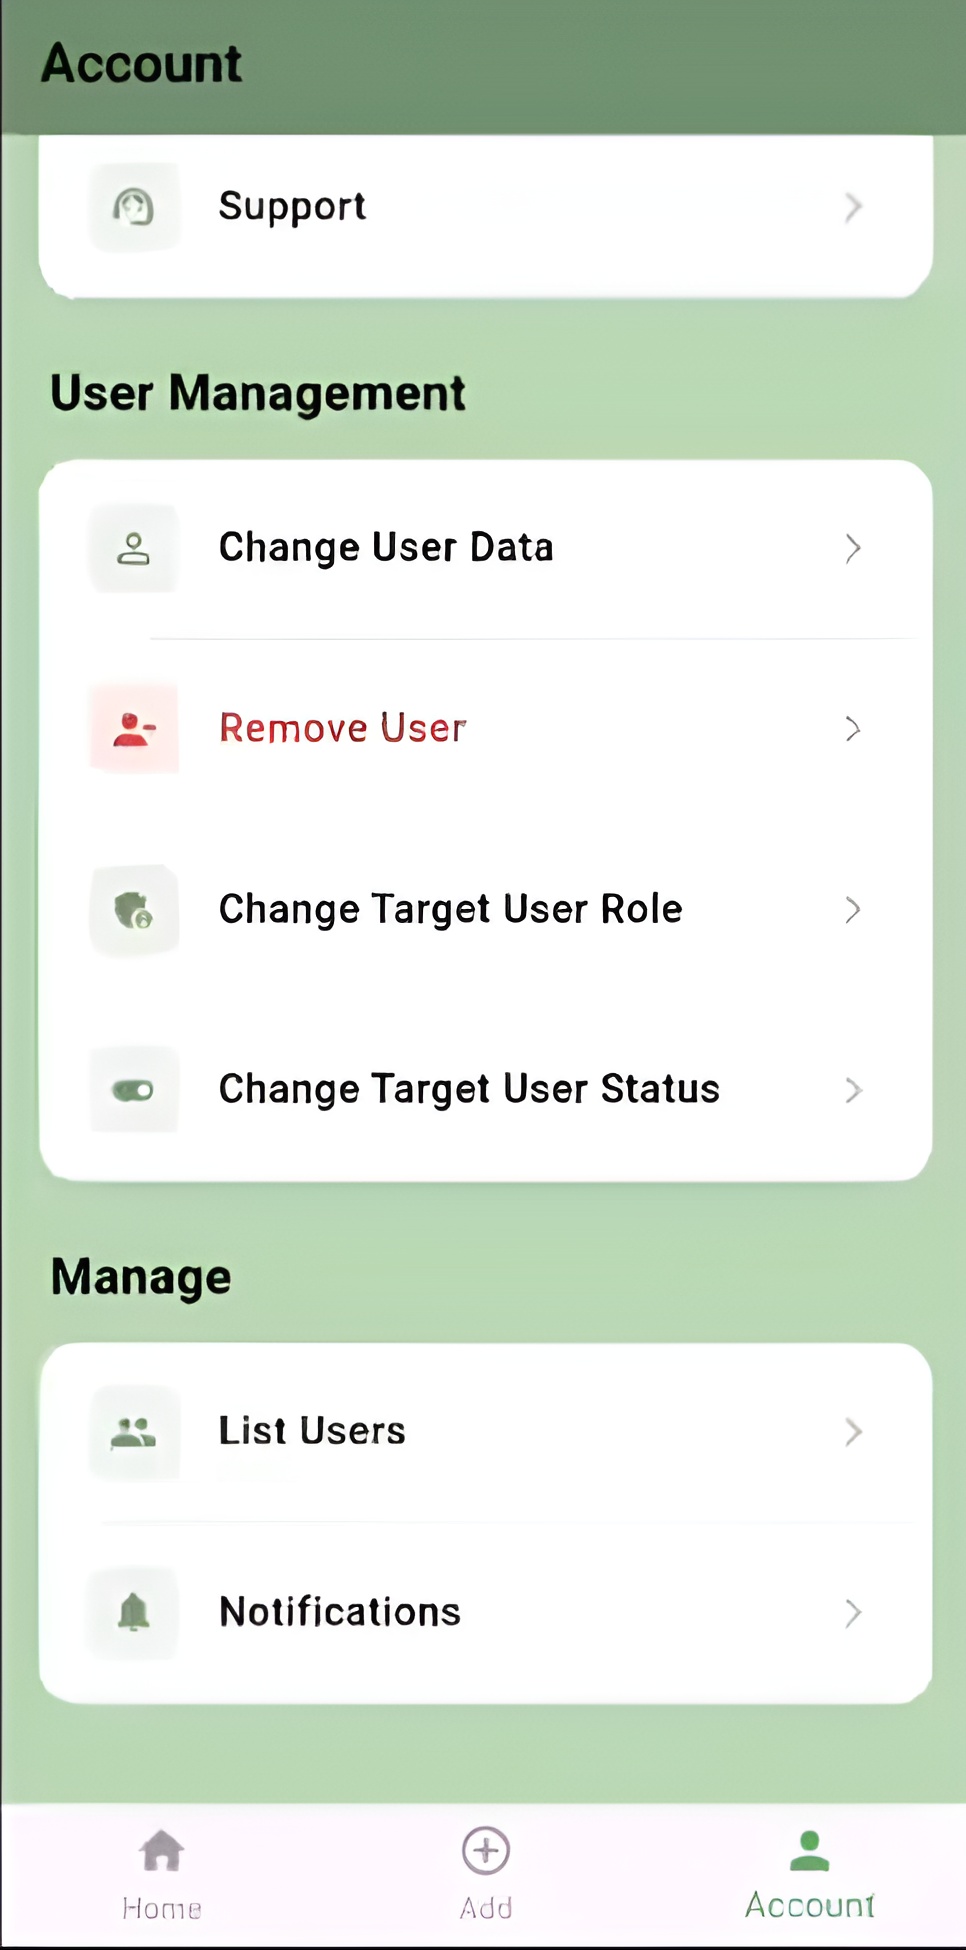 Account
Support
User Management
Change User Data
Remove User
Change Target User Role
Change Target User Status
Manage
List Users
Notifications
Home
Add
Account